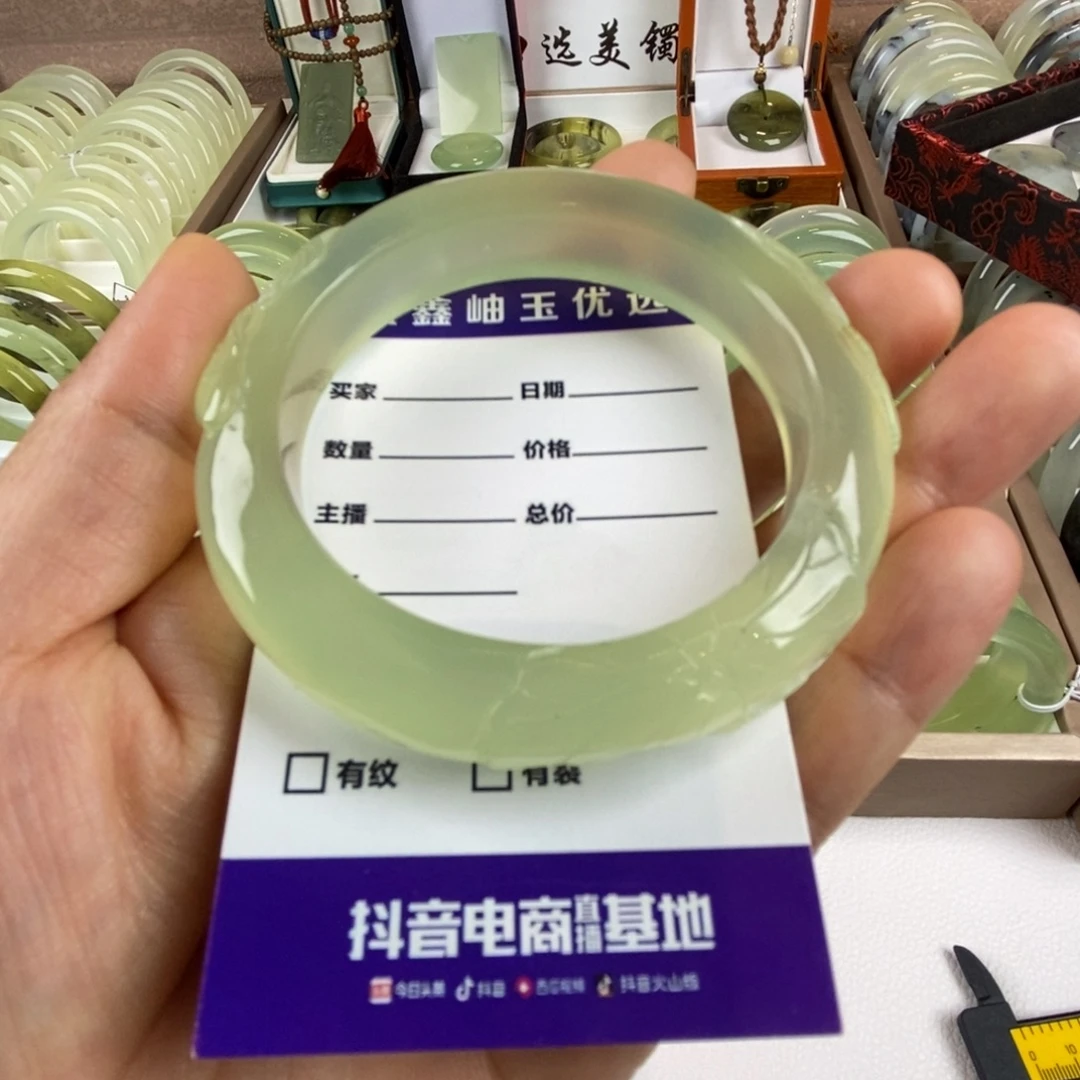 选美镯
鑫岫玉优选
买家 日期
数量 价格
主播 总价
有纹 有裂
抖音电商直播基地
今日头条 抖音 西瓜视频 抖音火山版
0 10